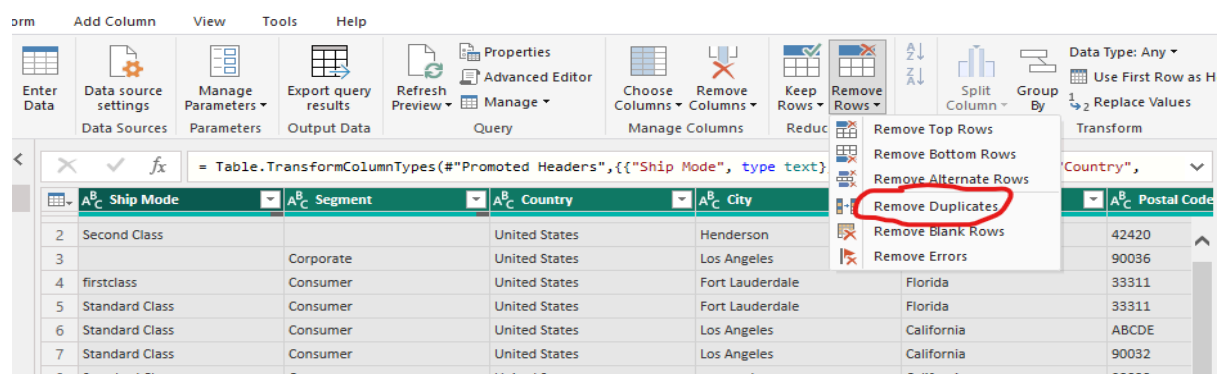 orm Add Column View Tools Help
Enter Data
Data source settings
Manage Parameters
Export query results
Refresh Preview
Properties
Advanced Editor
Manage
Choose Columns
Remove Columns
Keep Rows
Remove Rows
A Z
Z A
Split Column
Group By
Data Type: Any
Use First Row as H
1 2 Replace Values
Data Sources Parameters Output Data Query Manage Columns Reduc Transform
Remove Top Rows
Remove Bottom Rows
Remove Alternate Rows
Remove Duplicates
Remove Blank Rows
Remove Errors
fx = Table.TransformColumnTypes(#"Promoted Headers",{{"Ship Mode", type text} "Country",
ABC Ship Mode ABC Segment ABC Country ABC City ABC Postal Code
2 Second Class United States Henderson 42420
3 Corporate United States Los Angeles 90036
4 firstclass Consumer United States Fort Lauderdale Florida 33311
5 Standard Class Consumer United States Fort Lauderdale Florida 33311
6 Standard Class Consumer United States Los Angeles California ABCDE
7 Standard Class Consumer United States Los Angeles California 90032